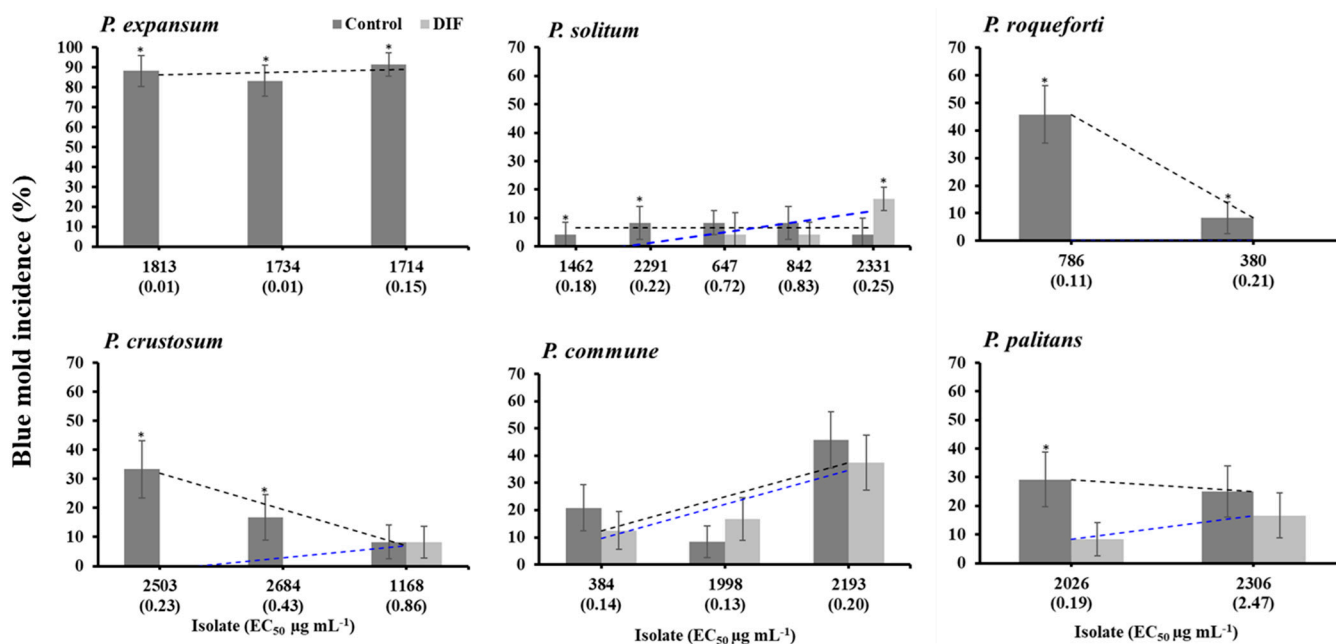 Blue mold incidence (%)
P. expansum
Control DIF
100
90
80
70
60
50
40
30
20
10
0
* * *
1813 1734 1714
(0.01) (0.01) (0.15)
P. solitum
70
60
50
40
30
20
10
0
* * *
1462 2291 647 842 2331
(0.18) (0.22) (0.72) (0.83) (0.25)
P. roqueforti
70
60
50
40
30
20
10
0
* *
786 380
(0.11) (0.21)
P. crustosum
70
60
50
40
30
20
10
0
* *
2503 2684 1168
(0.23) (0.43) (0.86)
Isolate (EC50 µg mL-1)
P. commune
70
60
50
40
30
20
10
0
384 1998 2193
(0.14) (0.13) (0.20)
Isolate (EC50 µg mL-1)
P. palitans
70
60
50
40
30
20
10
0
*
2026 2306
(0.19) (2.47)
Isolate (EC50 µg mL-1)